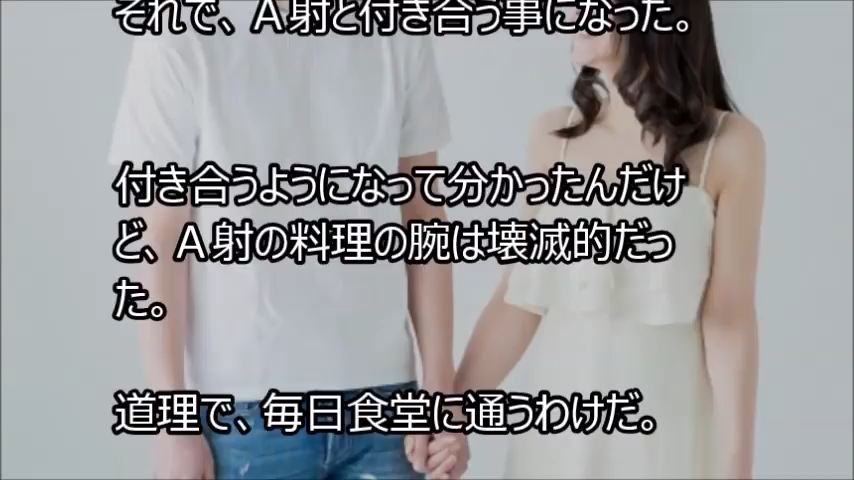 それで、Ａ射と付き合う事になった。
付き合うようになって分かったんだけ
ど、Ａ射の料理の腕は壊滅的だっ
た。
道理で、毎日食堂に通うわけだ。